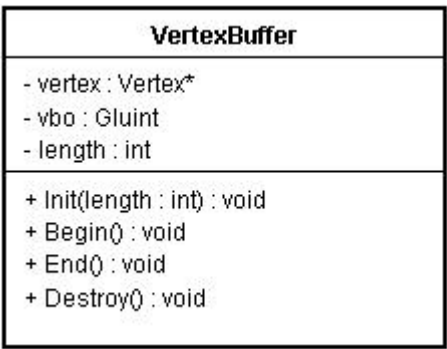 VertexBuffer
- vertex : Vertex*
- vbo : Gluint
- length : int
+ Init(length : int) : void
+ Begin() : void
+ End() : void
+ Destroy() : void